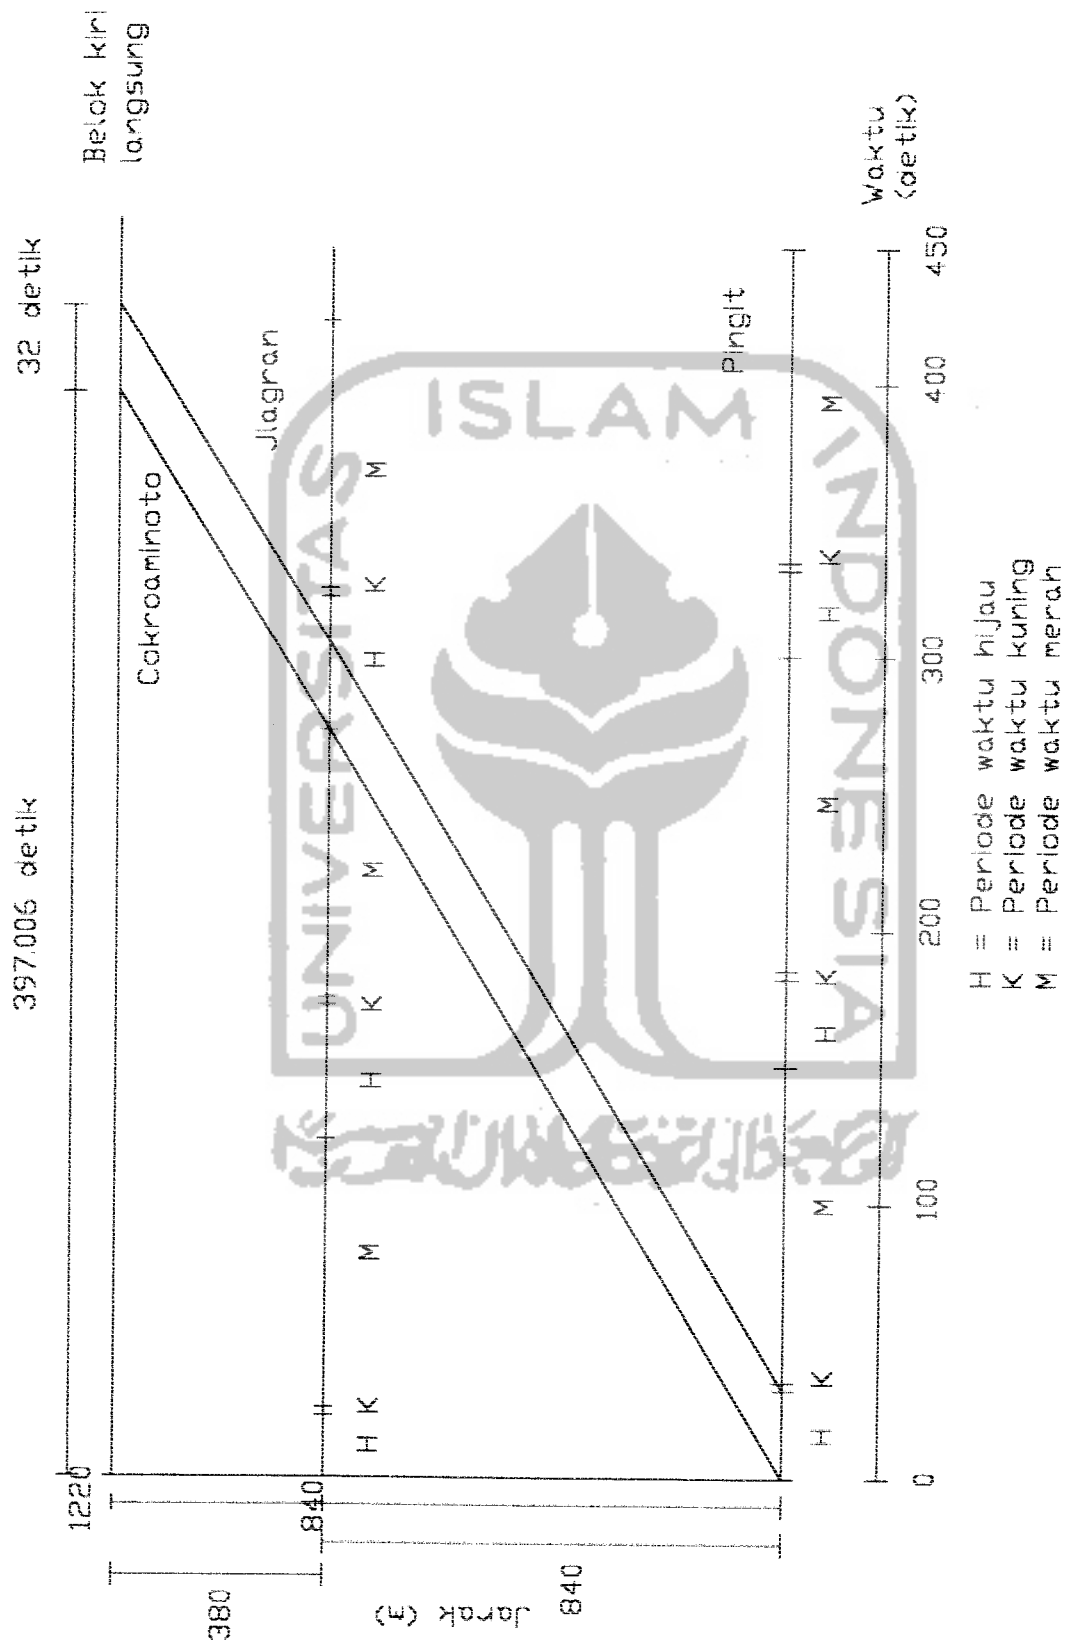 397.006 detik
32 detik
Belok kiri
langsung
1220
Cokroaminoto
380
Jlagran
840
H K M H K M H K M
Jarak (m)
840
Pingit
H K M H K M H K M
Waktu
(detik)
0 100 200 300 400 450
H = Periode waktu hijau
K = Periode waktu kuning
M = Periode waktu merah
UNIVERSITAS
ISLAM
INDONESIA